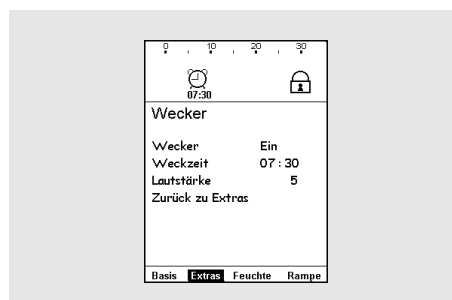 0 10 20 30
07:30
Wecker
Wecker Ein
Weckzeit 07:30
Lautstärke 5
Zurück zu Extras
Basis Extras Feuchte Rampe